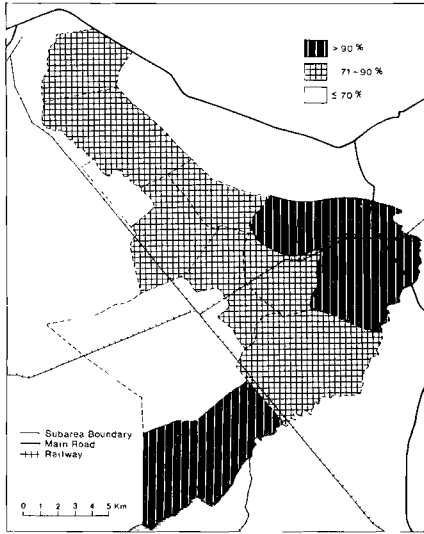 > 90 %
71 – 90 %
≤ 70 %
Subarea Boundary
Main Road
Railway
0 1 2 3 4 5 Km